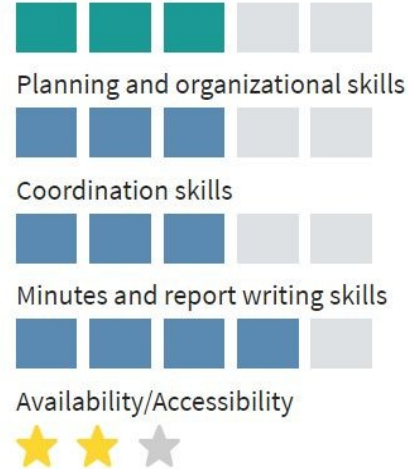 Planning and organizational skills
Coordination skills
Minutes and report writing skills
Availability/Accessibility